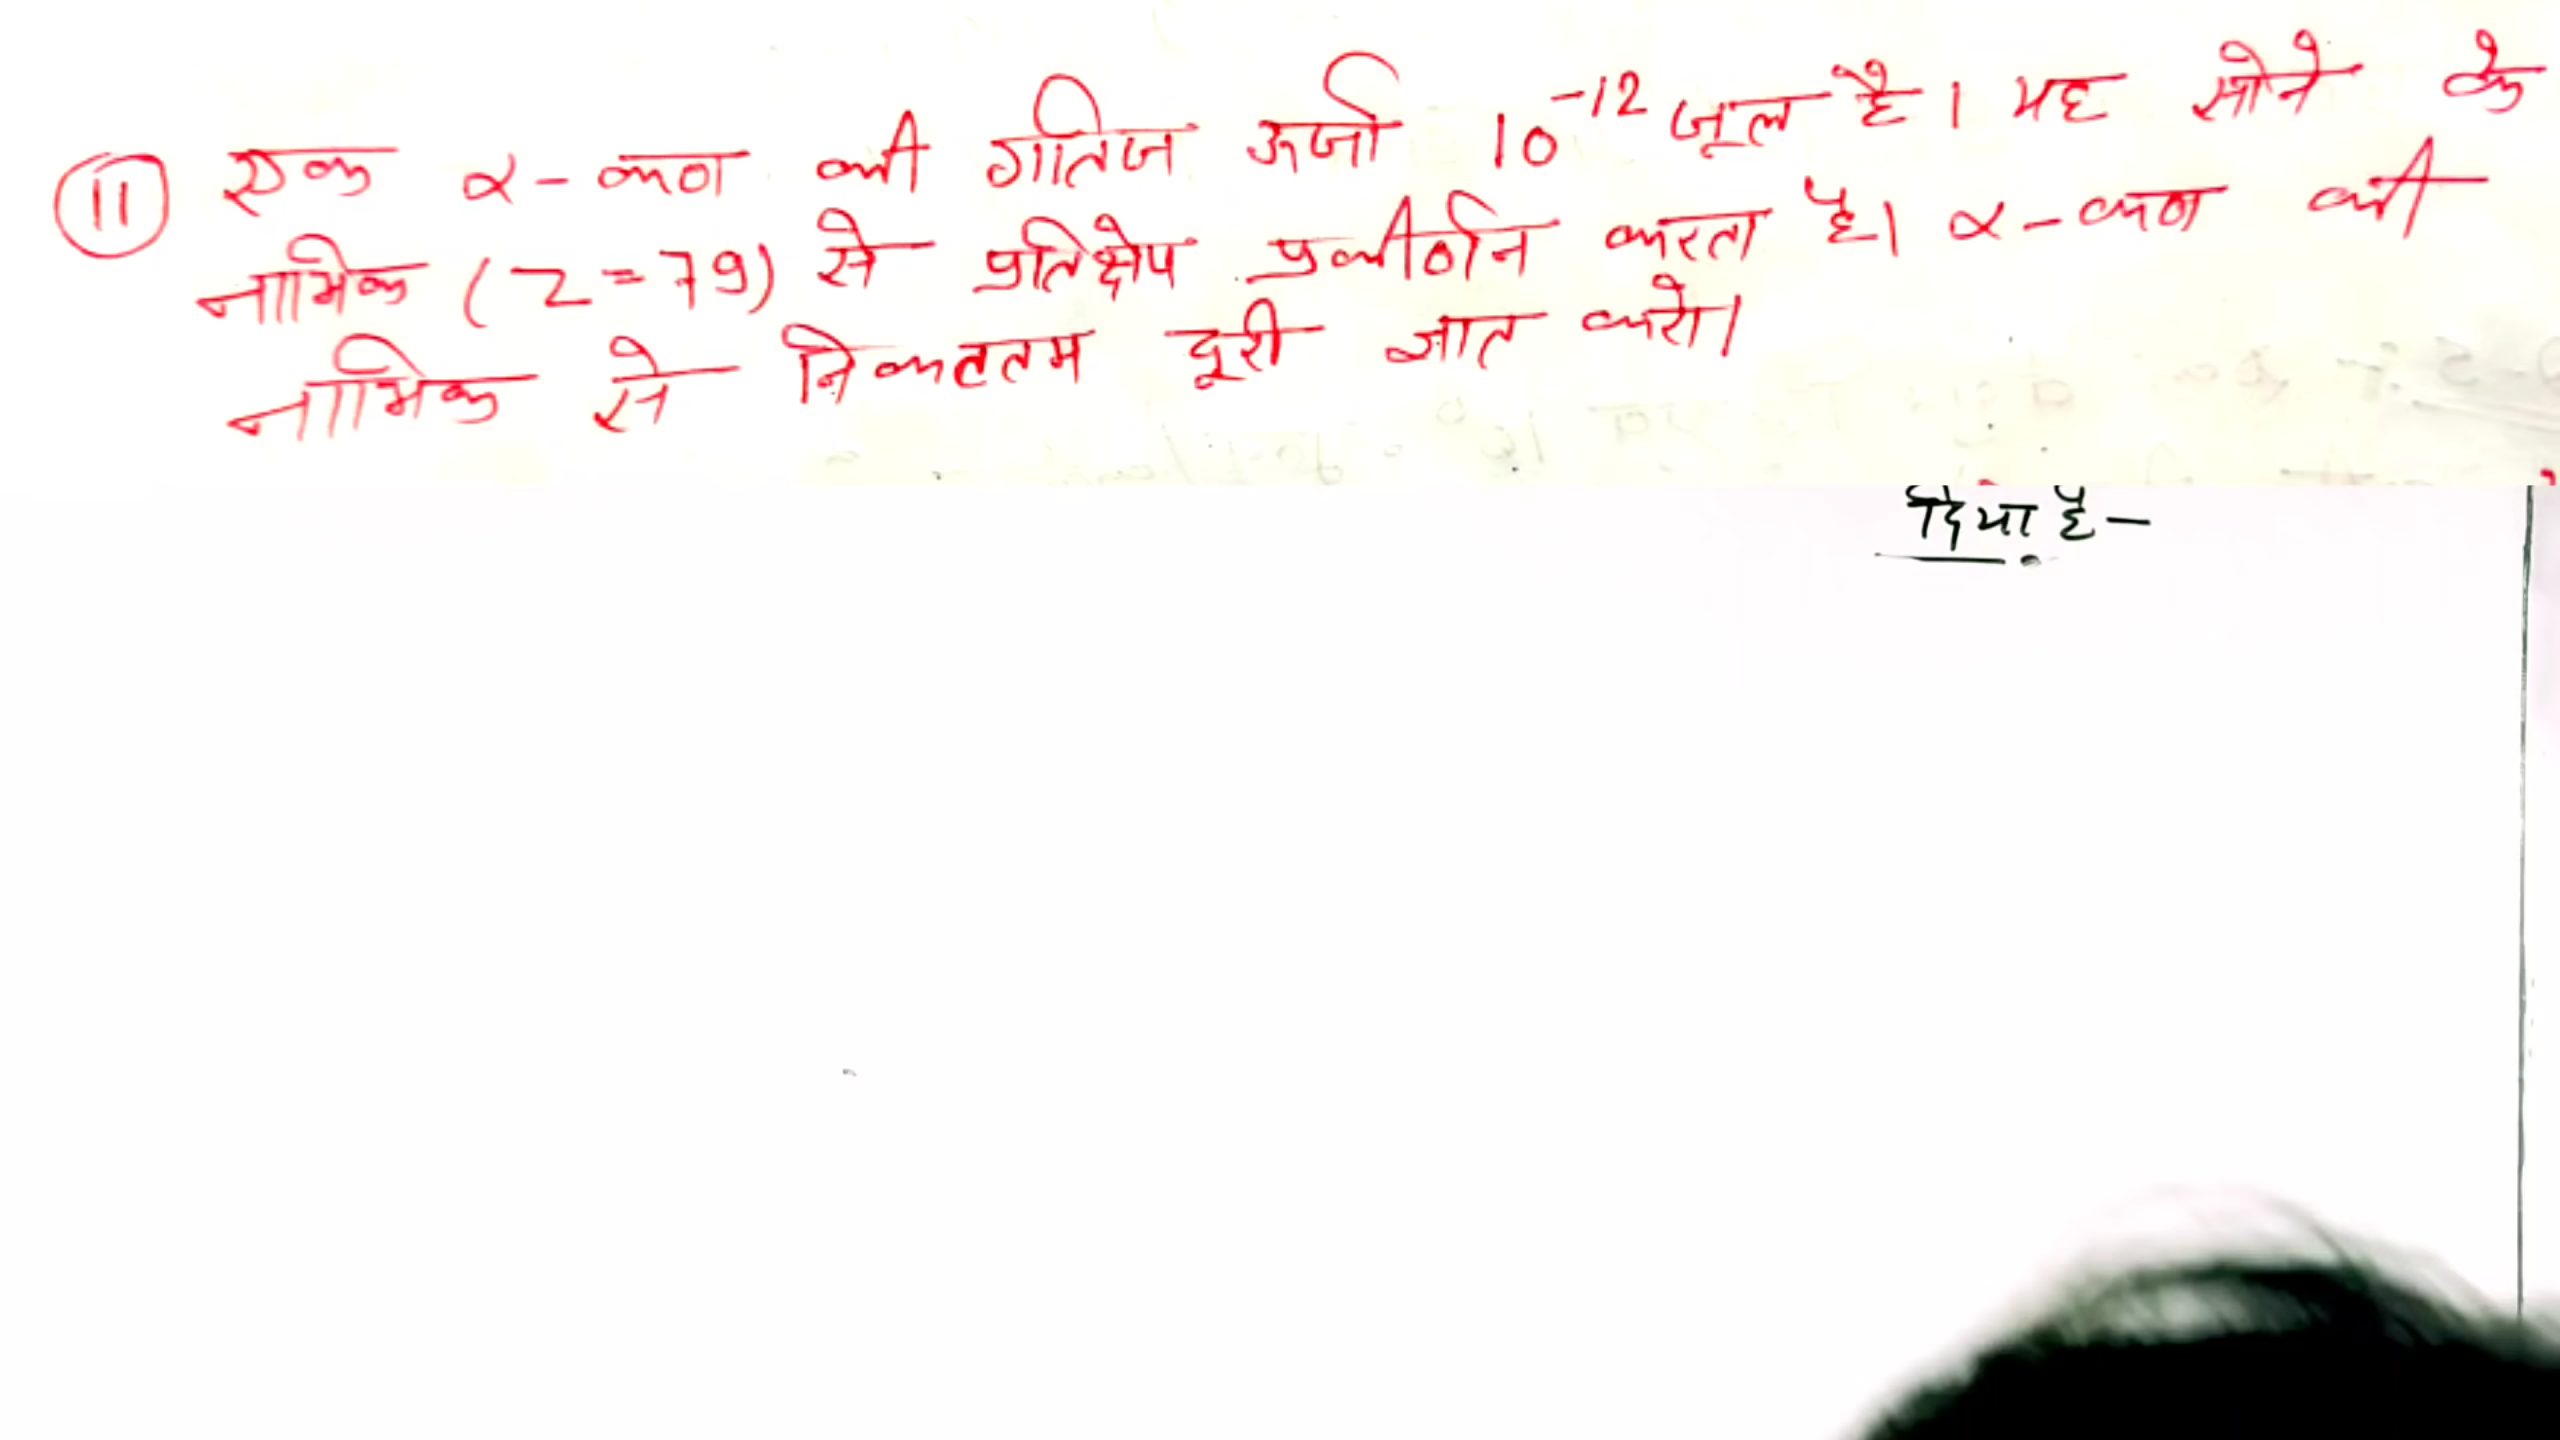 (11) एक α-कण की गतिज ऊर्जा 10⁻¹² जूल है। यह सोने के
नाभिक (Z=79) से प्रतिक्षेप प्रकीर्णन करता है। α-कण की
नाभिक से निकटतम दूरी ज्ञात करो।
दिया है-